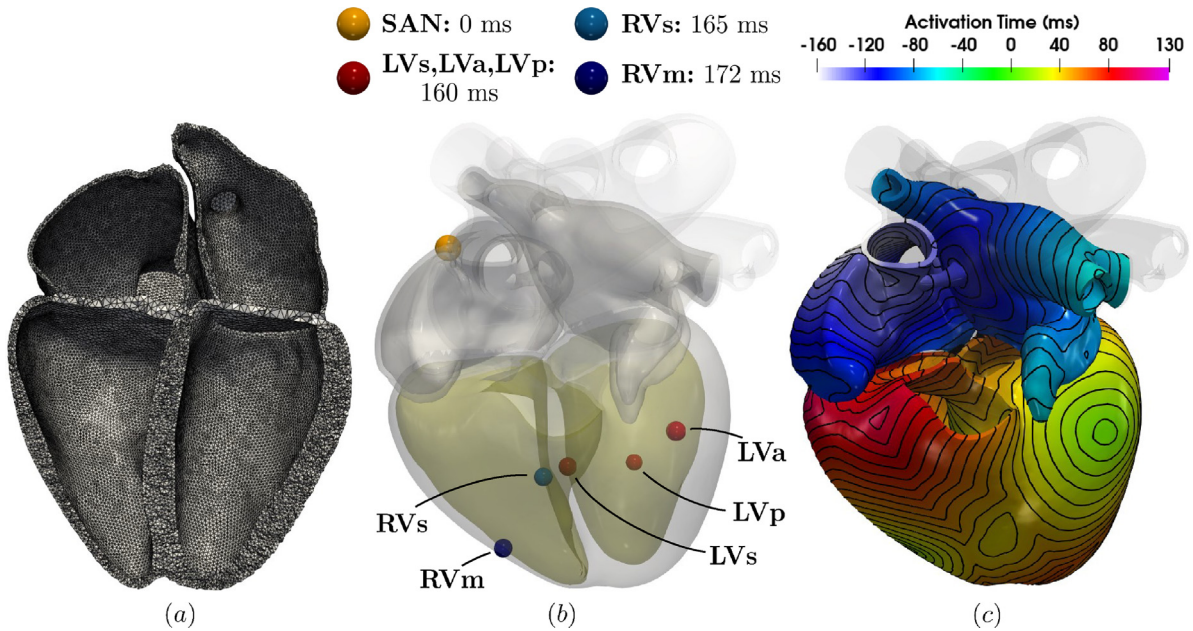 SAN: 0 ms
LVs,LVa,LVp:
160 ms
RVs: 165 ms
RVm: 172 ms
Activation Time (ms)
-160 -120 -80 -40 0 40 80 130
LVa
LVp
LVs
RVs
RVm
(a)
(b)
(c)